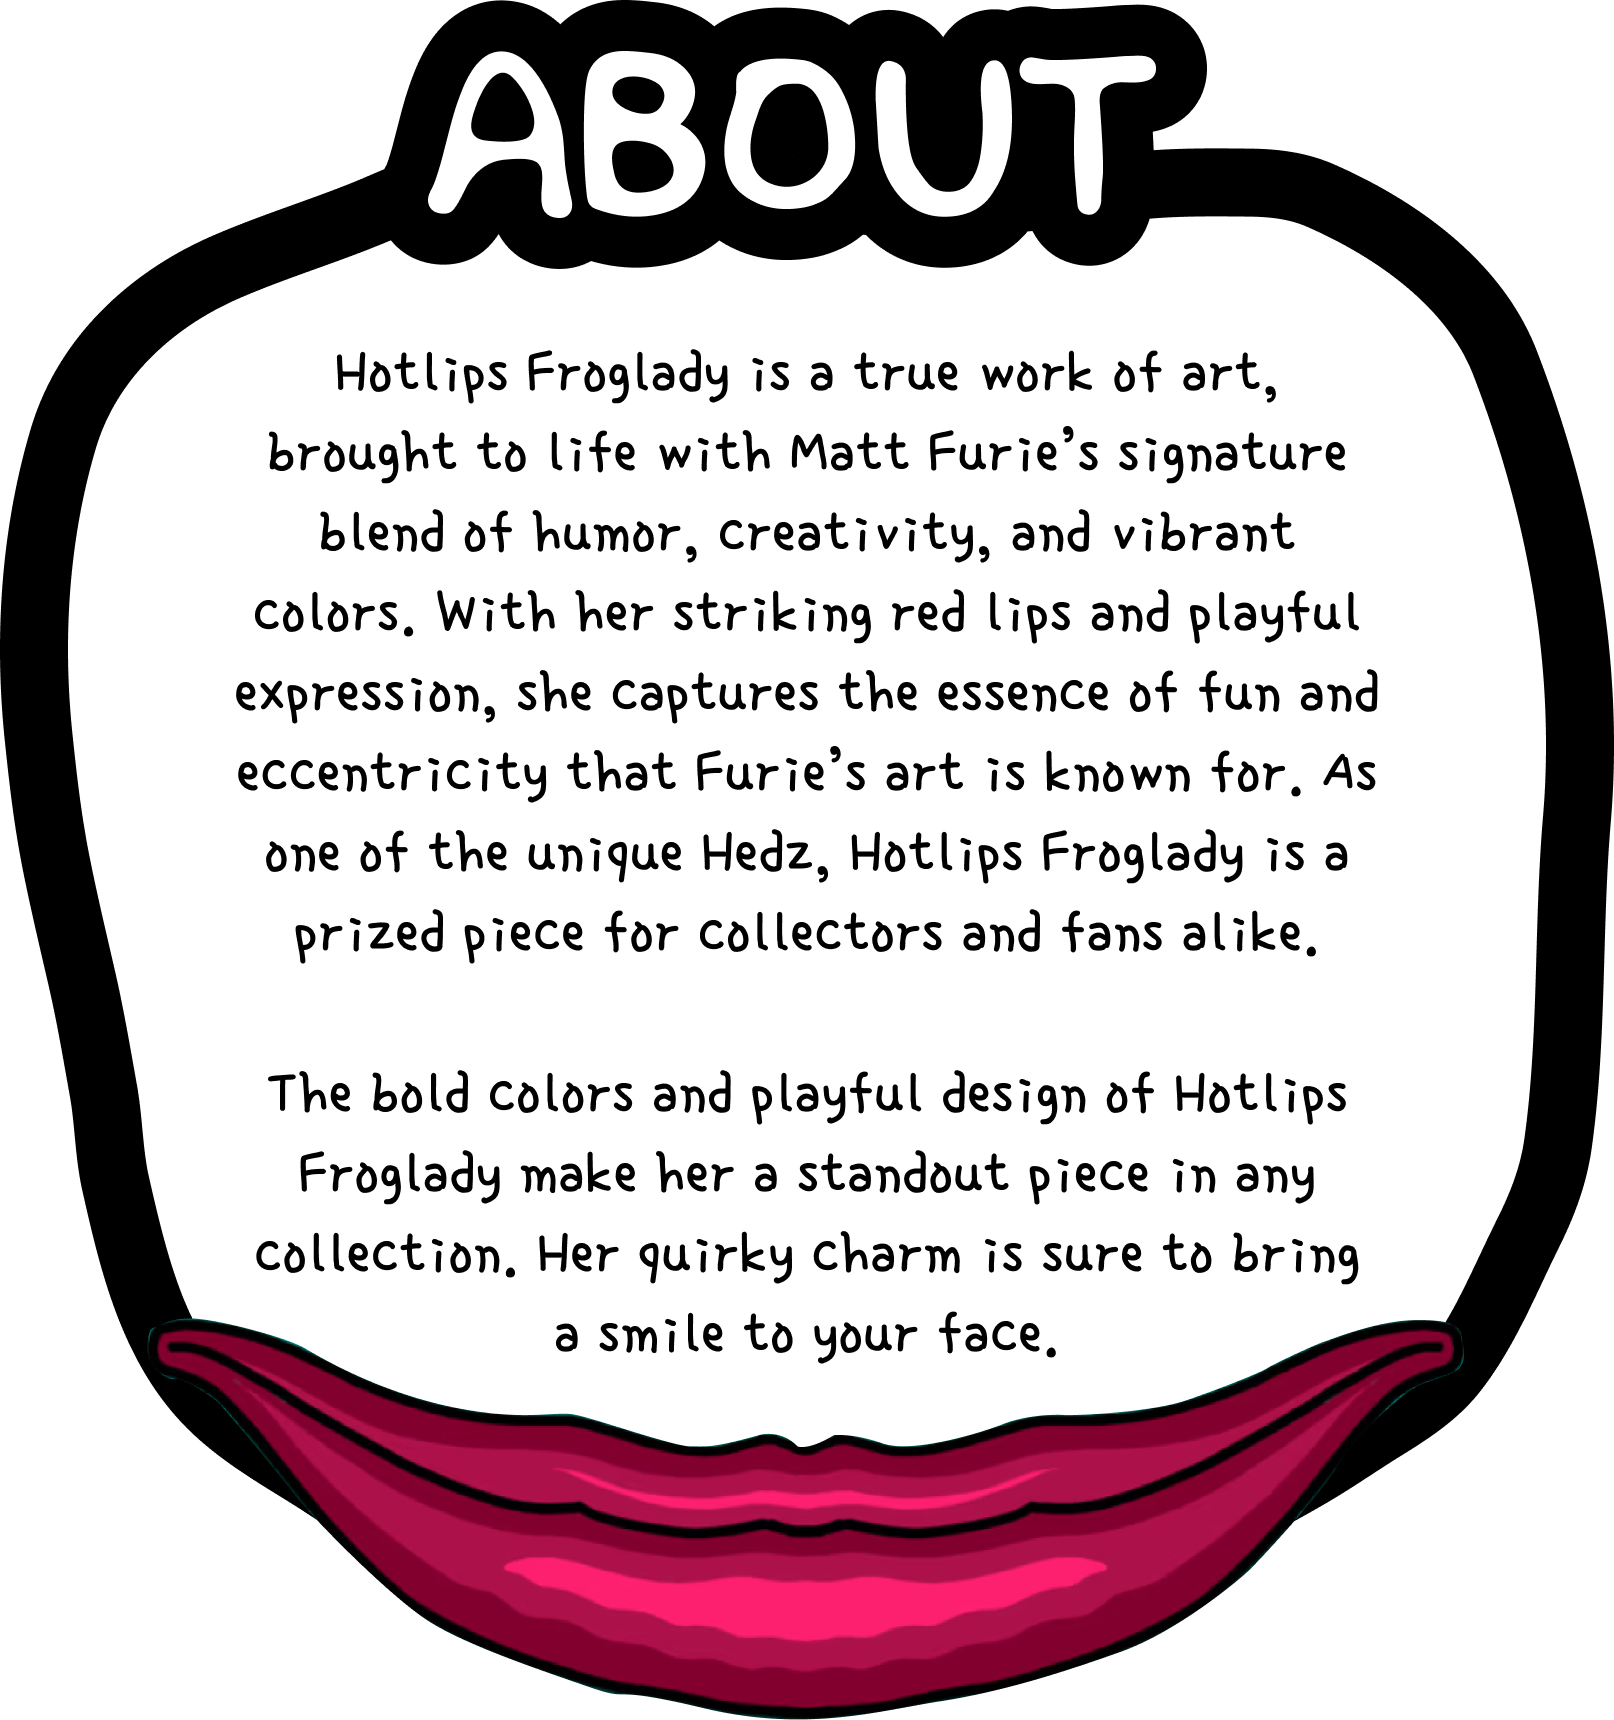 ABOUT
Hotlips Froglady is a true work of art,
brought to life with Matt Furie’s signature
blend of humor, creativity, and vibrant
colors. With her striking red lips and playful
expression, she captures the essence of fun and
eccentricity that Furie’s art is known for. As
one of the unique Hedz, Hotlips Froglady is a
prized piece for collectors and fans alike.
The bold colors and playful design of Hotlips
Froglady make her a standout piece in any
collection. Her quirky charm is sure to bring
a smile to your face.